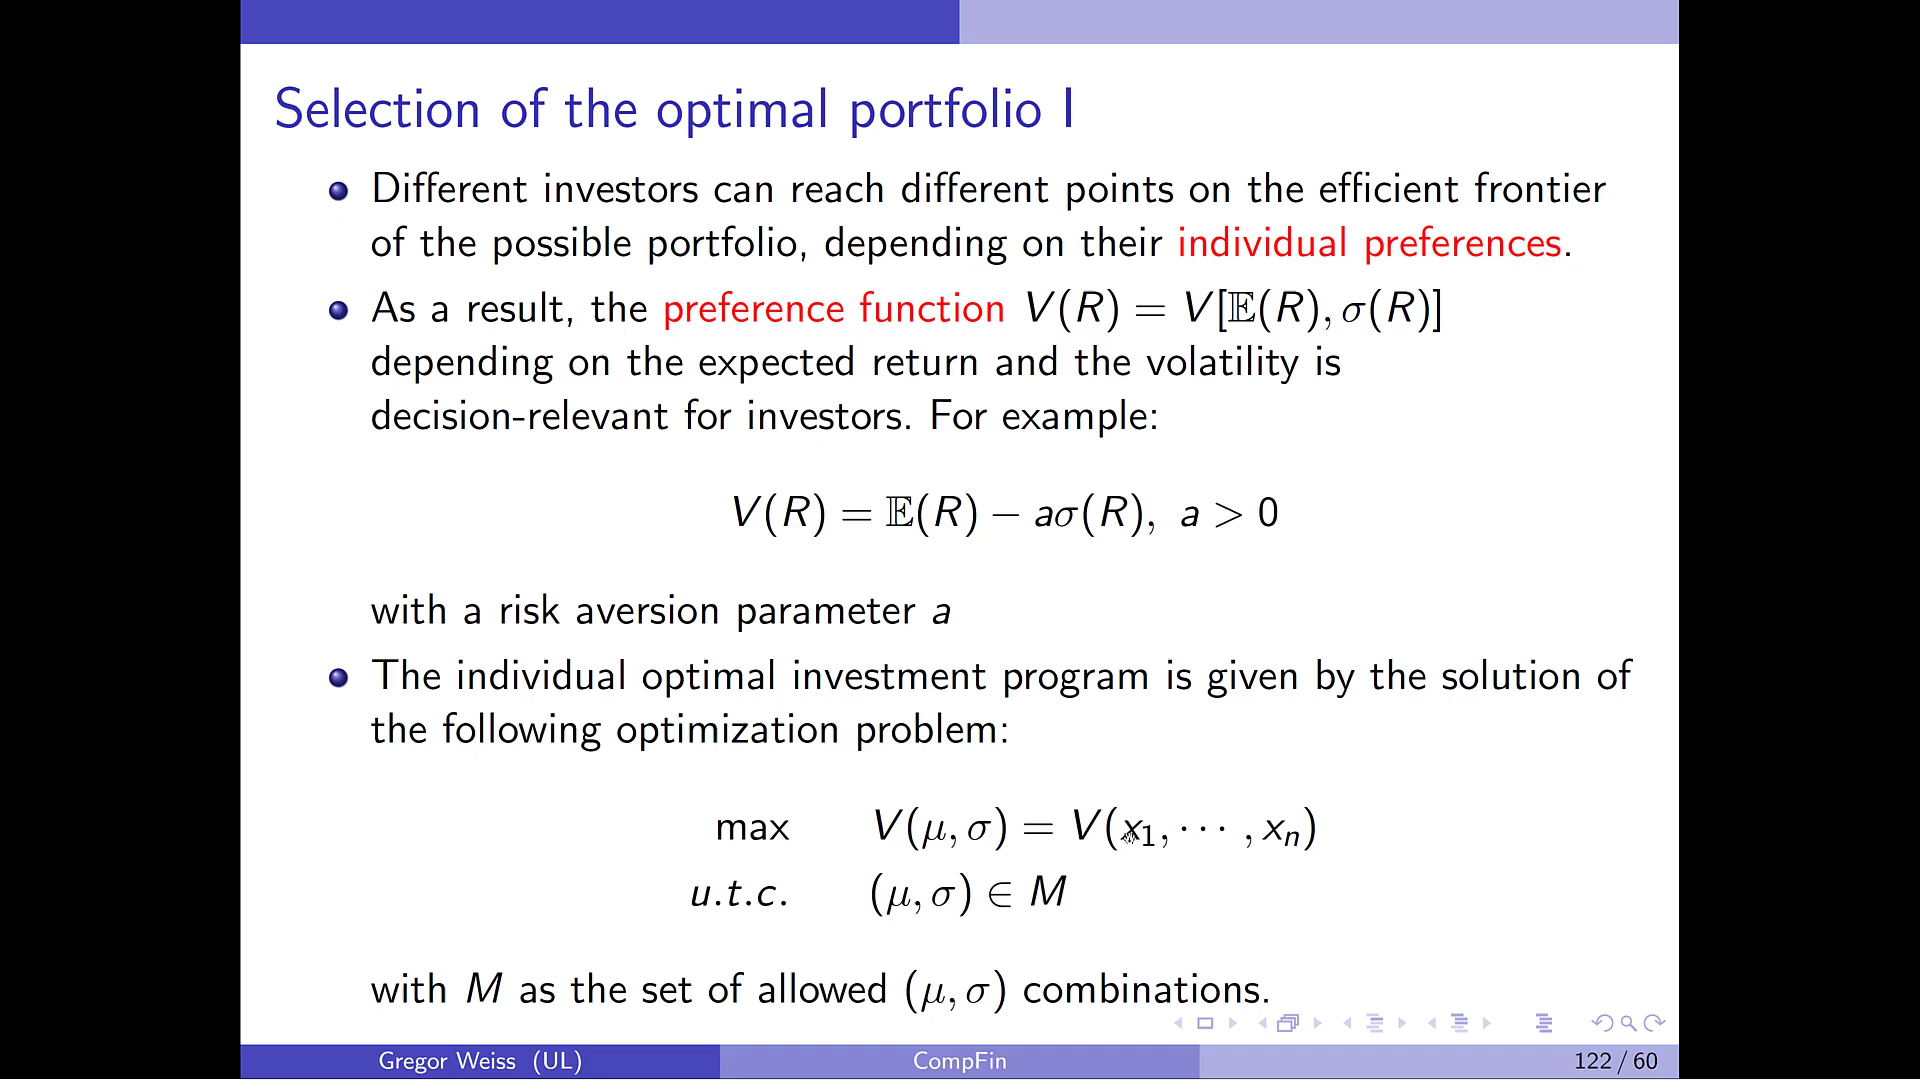 Selection of the optimal portfolio I
Different investors can reach different points on the efficient frontier
of the possible portfolio, depending on their individual preferences.
As a result, the preference function V(R) = V[𝔼(R), σ(R)]
depending on the expected return and the volatility is
decision-relevant for investors. For example:
V(R) = 𝔼(R) − aσ(R), a > 0
with a risk aversion parameter a
The individual optimal investment program is given by the solution of
the following optimization problem:
max V(μ, σ) = V(x₁, ⋯ , xₙ)
u.t.c. (μ, σ) ∈ M
with M as the set of allowed (μ, σ) combinations.
Gregor Weiss (UL) CompFin 122 / 60